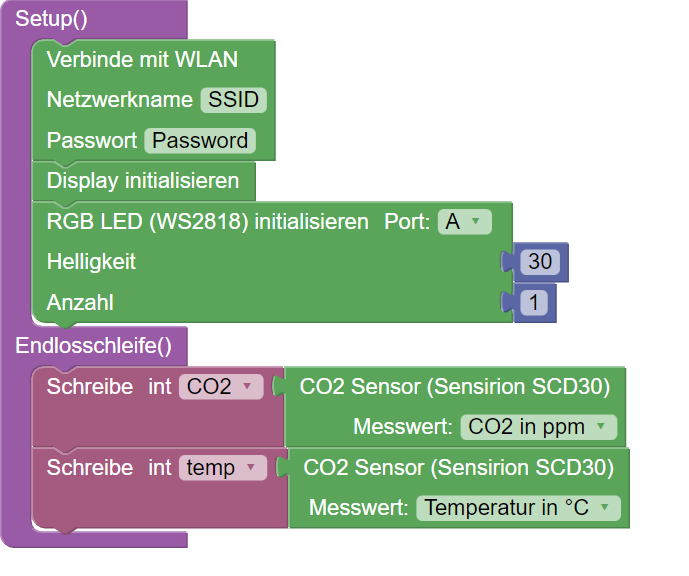 Setup()
Verbinde mit WLAN
Netzwerkname SSID
Passwort Password
Display initialisieren
RGB LED (WS2818) initialisieren Port: A
Helligkeit 30
Anzahl 1
Endlosschleife()
Schreibe int CO2 CO2 Sensor (Sensirion SCD30)
Messwert: CO2 in ppm
Schreibe int temp CO2 Sensor (Sensirion SCD30)
Messwert: Temperatur in °C